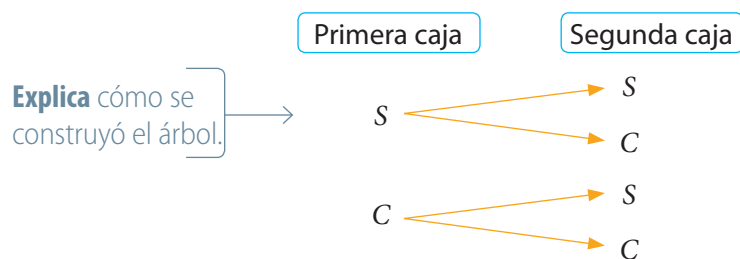 Primera caja
Segunda caja
Explica cómo se
construyó el árbol.
S
S
C
C
S
C